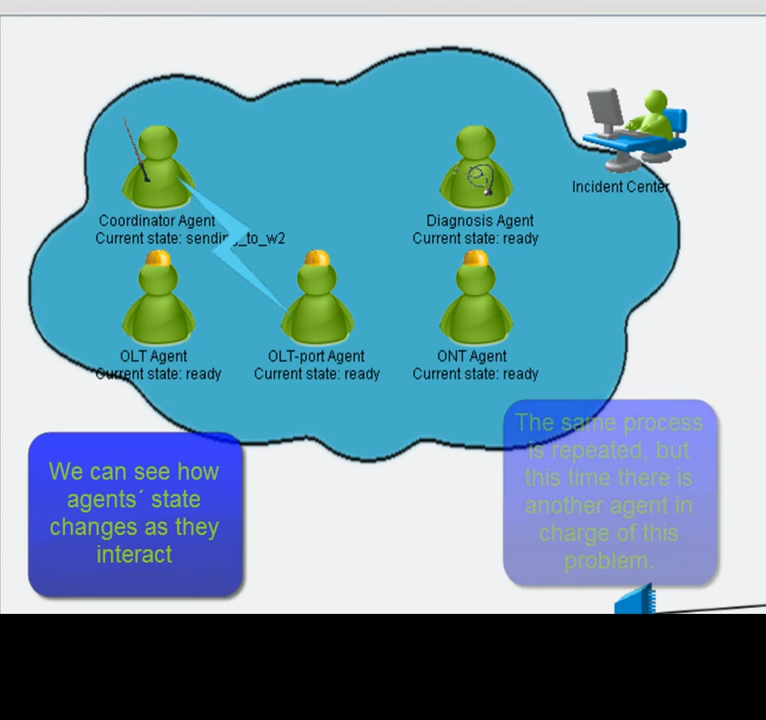 Incident Center
Coordinator Agent
Current state: sending_to_w2
Diagnosis Agent
Current state: ready
OLT Agent
Current state: ready
OLT-port Agent
Current state: ready
ONT Agent
Current state: ready
We can see how
agents´ state
changes as they
interact
The same process
is repeated, but
this time there is
another agent in
charge of this
problem.